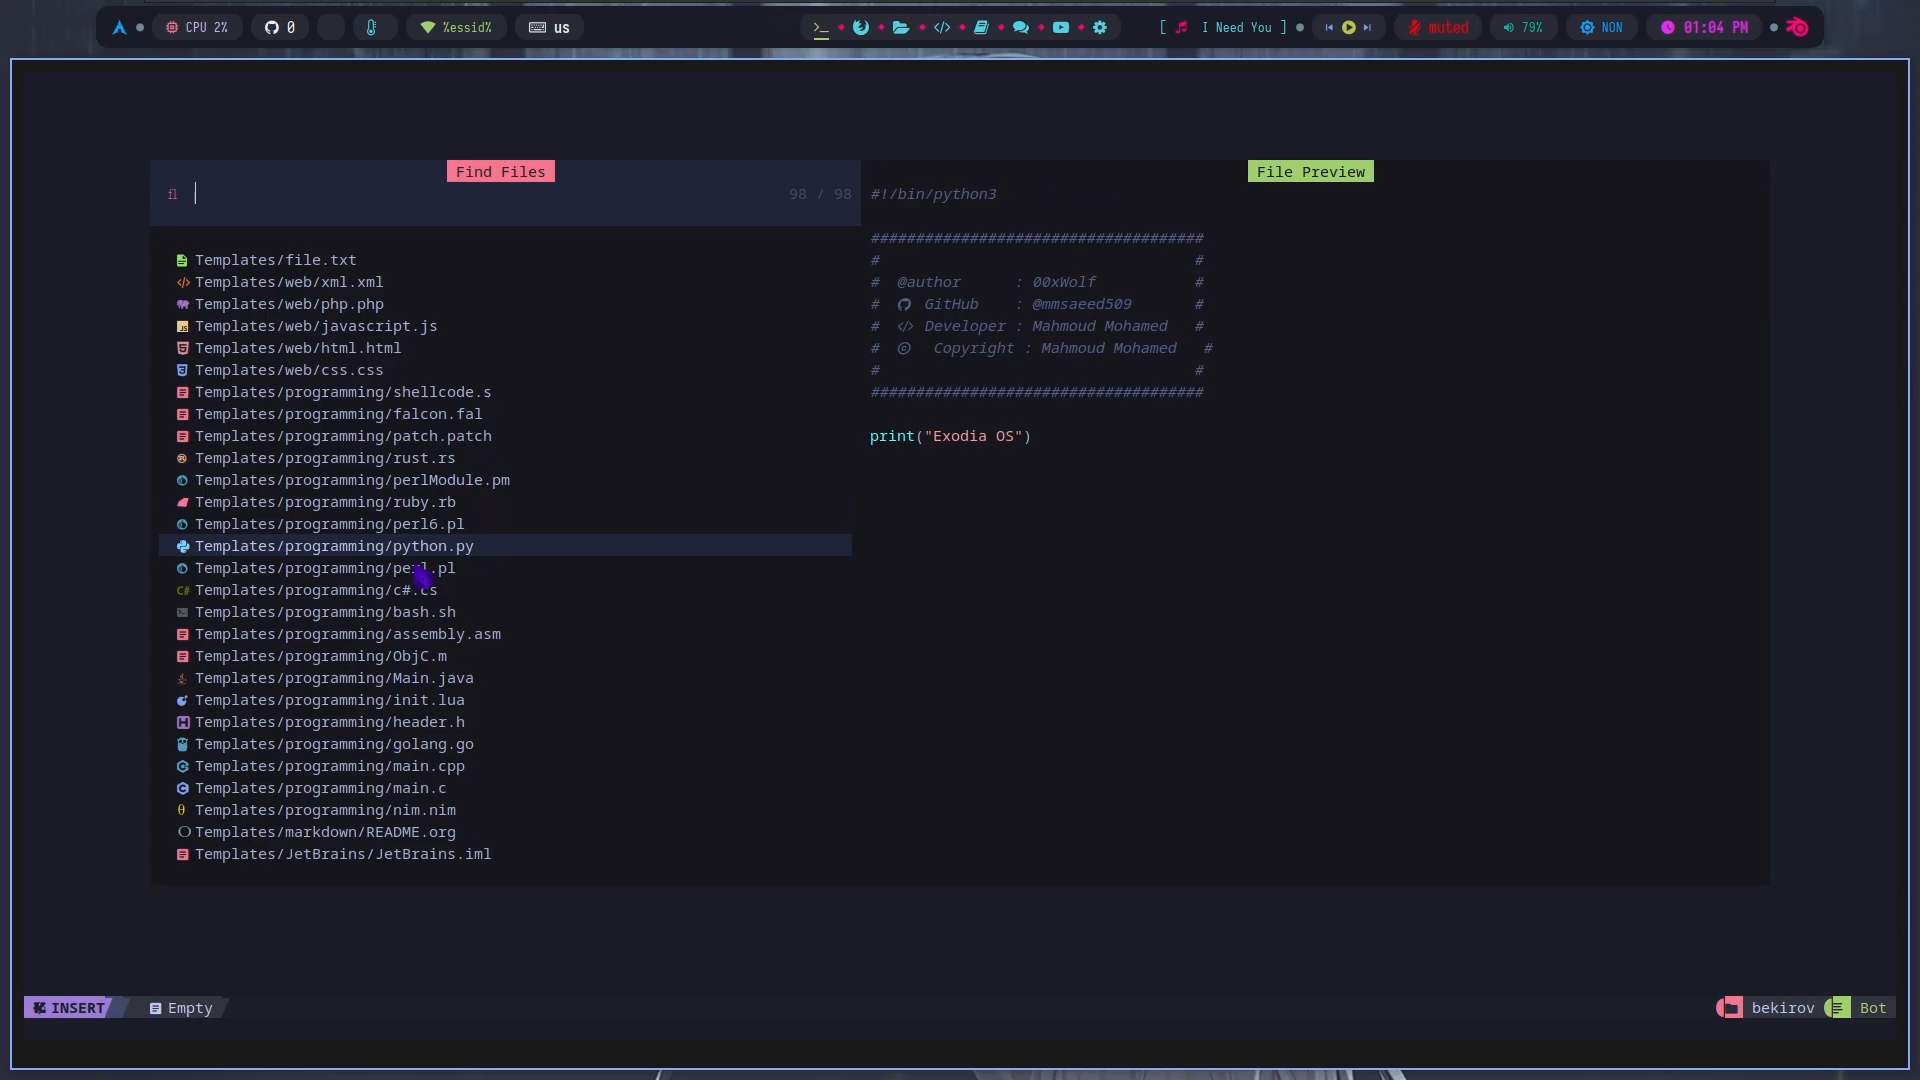 CPU 2% 0 %essid% us [ I Need You ] muted 79% NON 01:04 PM
Find Files
98 / 98
Templates/file.txt
Templates/web/xml.xml
Templates/web/php.php
Templates/web/javascript.js
Templates/web/html.html
Templates/web/css.css
Templates/programming/shellcode.s
Templates/programming/falcon.fal
Templates/programming/patch.patch
Templates/programming/rust.rs
Templates/programming/perlModule.pm
Templates/programming/ruby.rb
Templates/programming/perl6.pl
Templates/programming/python.py
Templates/programming/perl.pl
Templates/programming/c#.cs
Templates/programming/bash.sh
Templates/programming/assembly.asm
Templates/programming/ObjC.m
Templates/programming/Main.java
Templates/programming/init.lua
Templates/programming/header.h
Templates/programming/golang.go
Templates/programming/main.cpp
Templates/programming/main.c
Templates/programming/nim.nim
Templates/markdown/README.org
Templates/JetBrains/JetBrains.iml
File Preview
#!/bin/python3
#####################################
# #
# @author : 00xWolf #
# GitHub : @mmsaeed509 #
# </> Developer : Mahmoud Mohamed #
# © Copyright : Mahmoud Mohamed #
# #
#####################################
print("Exodia OS")
INSERT Empty bekirov Bot